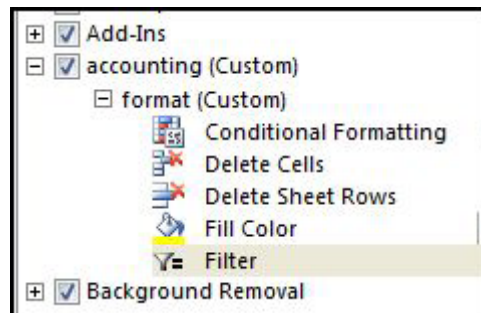 Add-Ins
accounting (Custom)
format (Custom)
Conditional Formatting
Delete Cells
Delete Sheet Rows
Fill Color
Filter
Background Removal